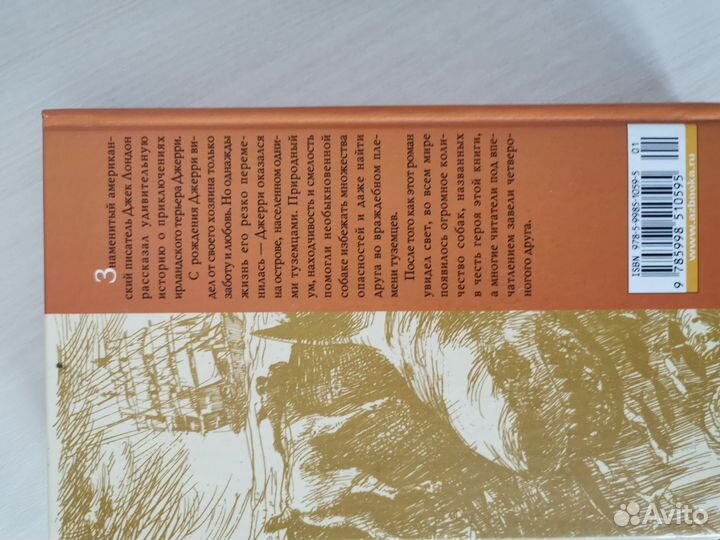 Знаменитый американ-
ский писатель Джек Лондон
рассказал удивительную
историю о приключениях
ирландского терьера Джерри.
С рождения Джерри ви-
дел от своего хозяина только
заботу и любовь. Но однажды
жизнь его резко переме-
нилась — Джерри оказался
на острове, населенном одни-
ми туземцами. Природный
ум, находчивость и смелость
помогли необыкновенной
собаке избежать множества
опасностей и даже найти
друга во враждебном пле-
мени туземцев.
После того как этот роман
увидел свет, во всем мире
появилось огромное коли-
чество собак, названных
в честь героя этой книги,
а многие читатели под впе-
чатлением завели четверо-
ногого друга.
ISBN 978-5-9985-1059-5
01
9 785998 510595
www.azbooka.ru
Avito